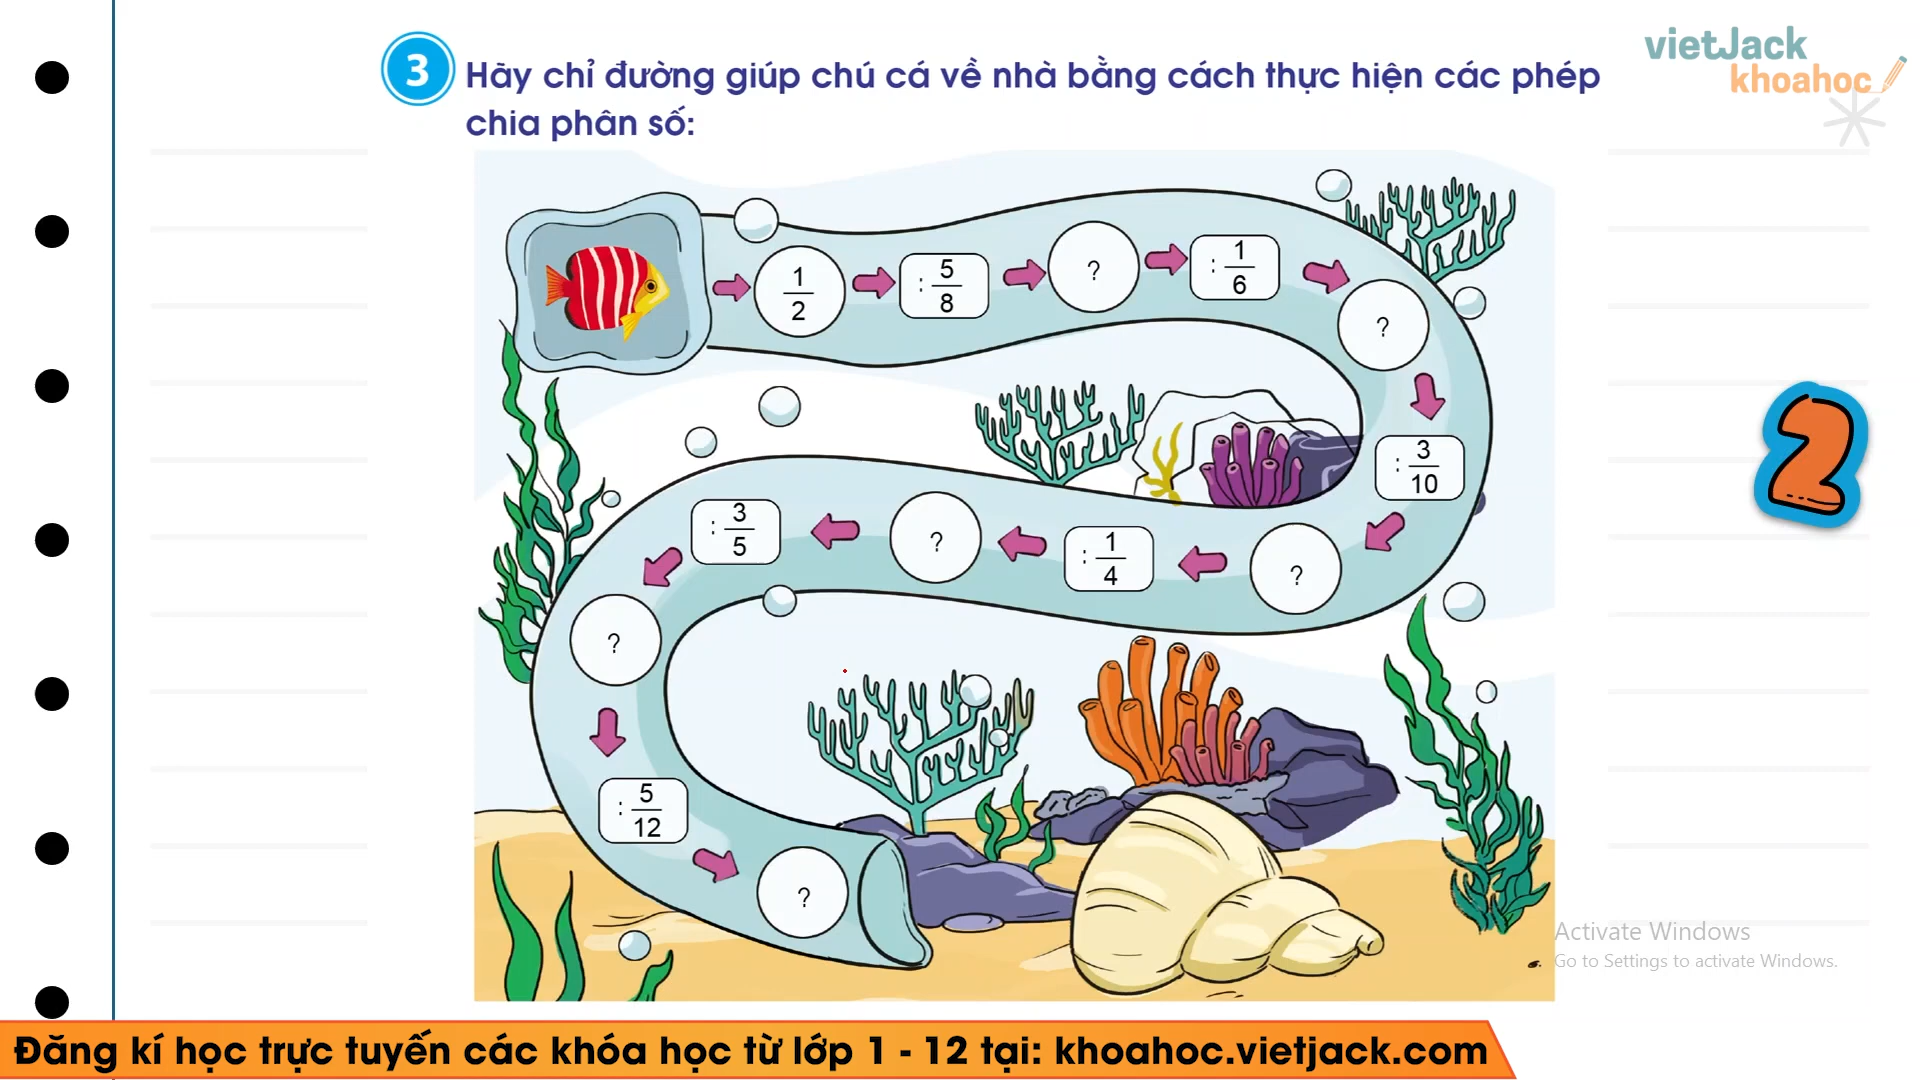 vietJack
khoahoc
3
Hãy chỉ đường giúp chú cá về nhà bằng cách thực hiện các phép
chia phân số:
1/2
: 5/8
?
: 1/6
?
: 3/10
?
: 1/4
?
: 3/5
?
: 5/12
?
2
Activate Windows
Go to Settings to activate Windows.
Đăng kí học trực tuyến các khóa học từ lớp 1 - 12 tại: khoahoc.vietjack.com